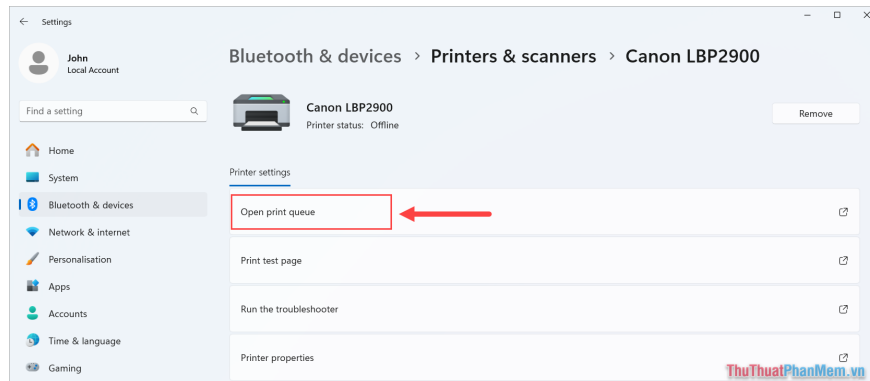 Settings
John
Local Account
Find a setting
Home
System
Bluetooth & devices
Network & internet
Personalisation
Apps
Accounts
Time & language
Gaming
Bluetooth & devices > Printers & scanners > Canon LBP2900
Canon LBP2900
Printer status: Offline
Remove
Printer settings
Open print queue
Print test page
Run the troubleshooter
Printer properties
ThuThuatPhanMem.vn